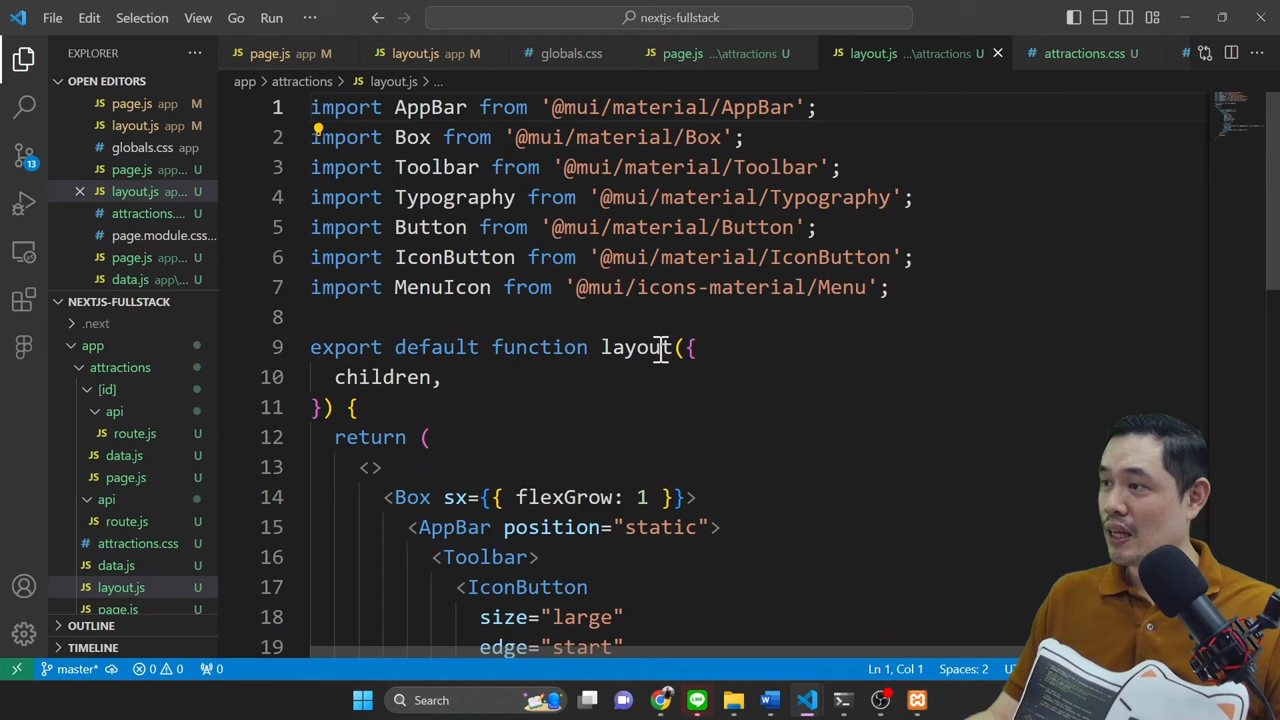 File Edit Selection View Go Run ··· nextjs-fullstack
EXPLORER ···
page.js app M
layout.js app M
globals.css
page.js ...\attractions U
layout.js ...\attractions U
attractions.css U
OPEN EDITORS
page.js app M
layout.js app M
globals.css app
page.js ap... U
layout.js ap... U
attractions.... U
page.module.css...
page.js ap... U
data.js app\... U
NEXTJS-FULLSTACK
.next
app
attractions
[id]
api
route.js U
data.js U
page.js U
api
route.js U
attractions.css U
data.js U
layout.js U
page.js U
OUTLINE
TIMELINE
13
app > attractions > layout.js > ...
1 import AppBar from '@mui/material/AppBar';
2 import Box from '@mui/material/Box';
3 import Toolbar from '@mui/material/Toolbar';
4 import Typography from '@mui/material/Typography';
5 import Button from '@mui/material/Button';
6 import IconButton from '@mui/material/IconButton';
7 import MenuIcon from '@mui/icons-material/Menu';
8
9 export default function layout({
10 children,
11 }) {
12 return (
13 <>
14 <Box sx={{ flexGrow: 1 }}>
15 <AppBar position="static">
16 <Toolbar>
17 <IconButton
18 size="large"
19 edge="start"
master* 0 0 0 Ln 1, Col 1 Spaces: 2
Search